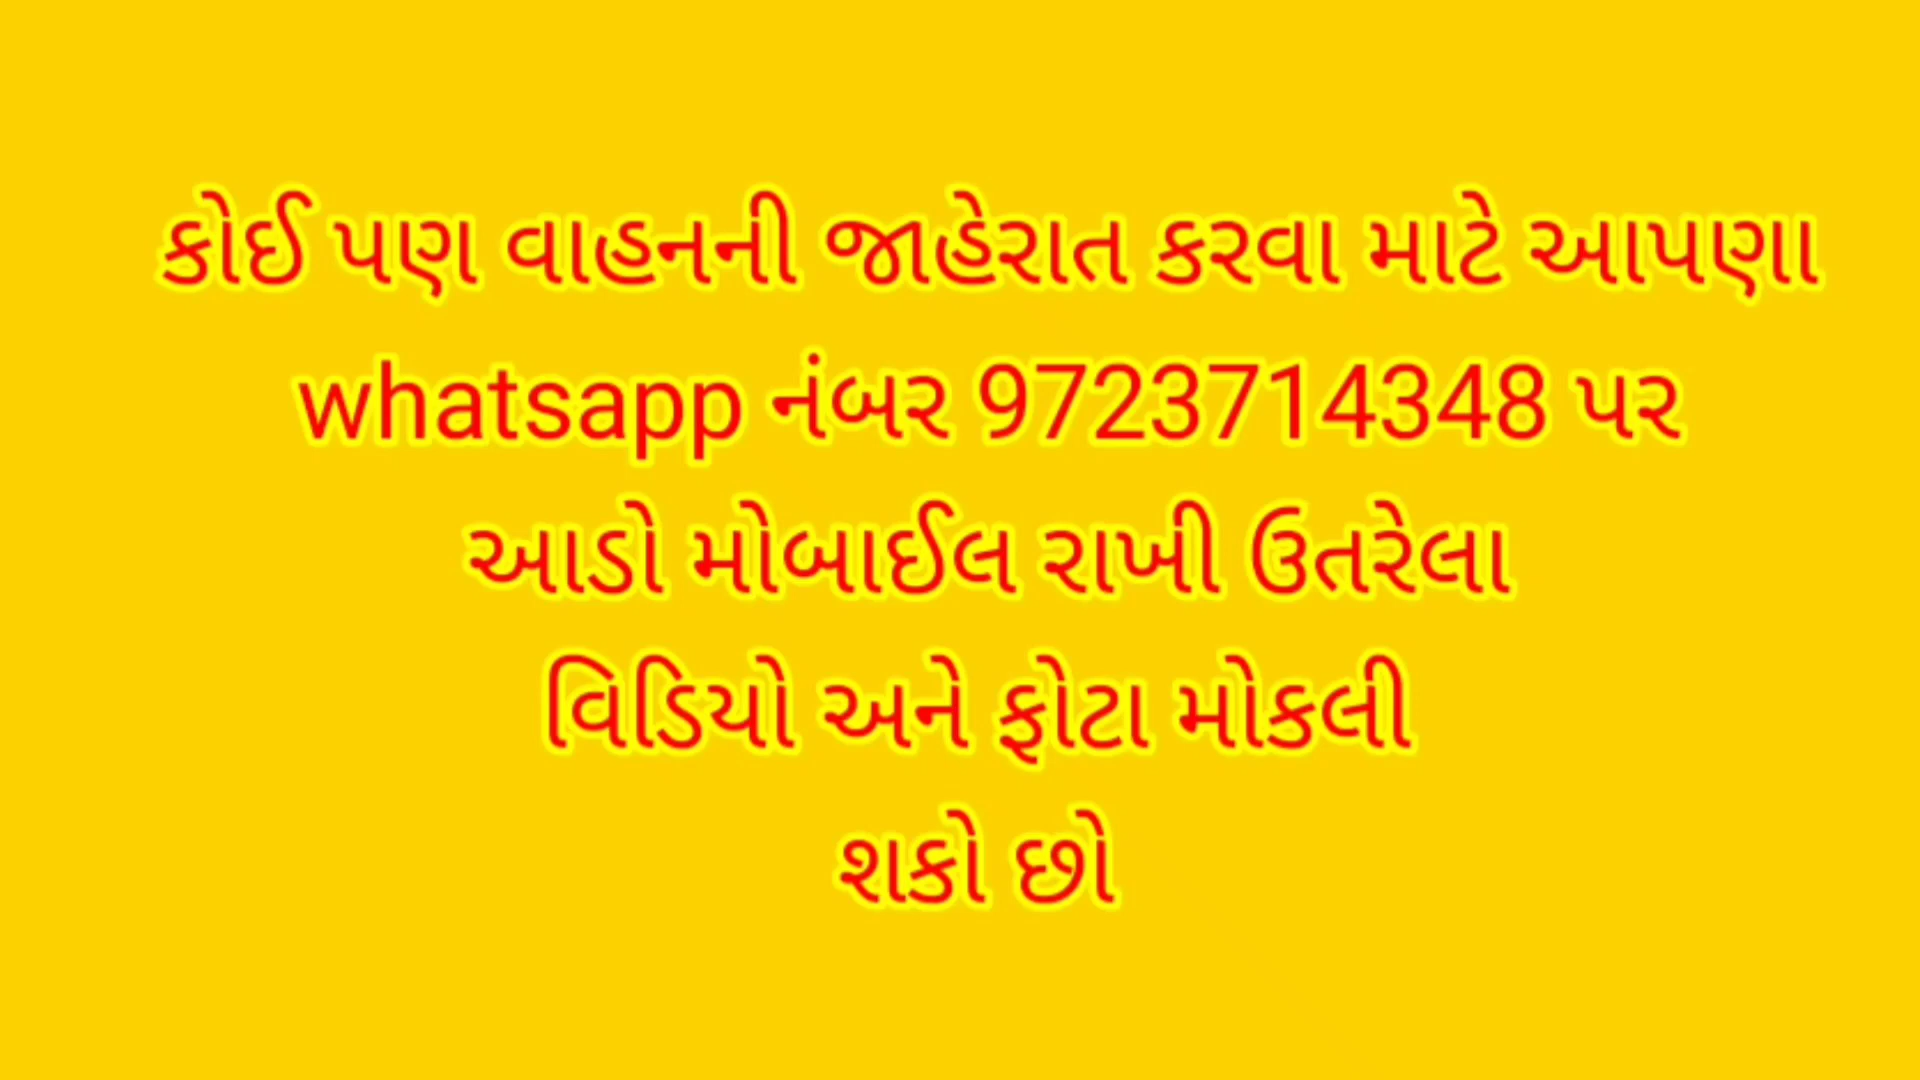 કોઈ પણ વાહનની જાહેરાત કરવા માટે આપણા
whatsapp નંબર 9723714348 પર
આડો મોબાઈલ રાખી ઉતરેલા
વિડિયો અને ફોટા મોકલી
શકો છો